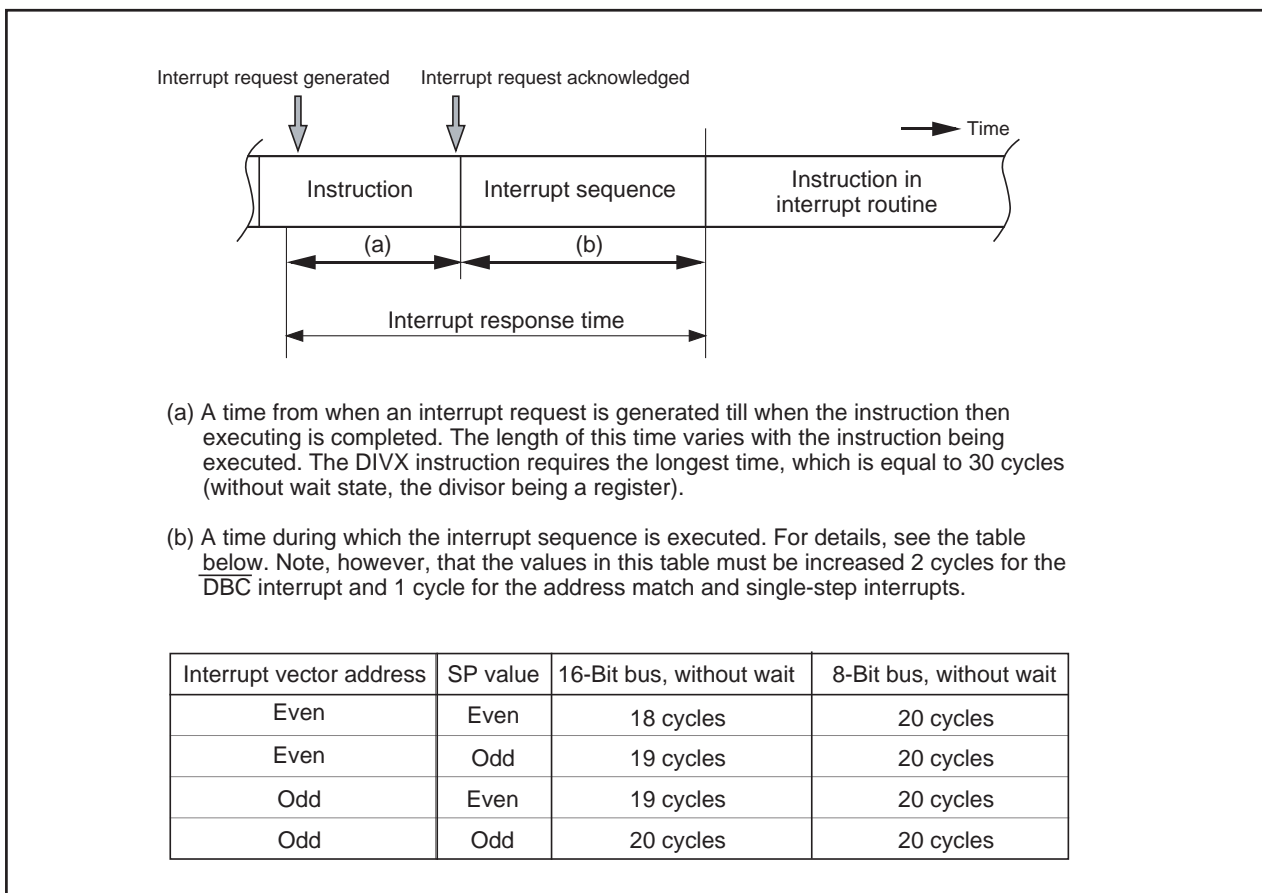 Interrupt request generated
Interrupt request acknowledged
Time
Instruction
Interrupt sequence
Instruction in
interrupt routine
(a)
(b)
Interrupt response time
(a) A time from when an interrupt request is generated till when the instruction then
executing is completed. The length of this time varies with the instruction being
executed. The DIVX instruction requires the longest time, which is equal to 30 cycles
(without wait state, the divisor being a register).
(b) A time during which the interrupt sequence is executed. For details, see the table
below. Note, however, that the values in this table must be increased 2 cycles for the
DBC interrupt and 1 cycle for the address match and single-step interrupts.
Interrupt vector address SP value 16-Bit bus, without wait 8-Bit bus, without wait
Even Even 18 cycles 20 cycles
Even Odd 19 cycles 20 cycles
Odd Even 19 cycles 20 cycles
Odd Odd 20 cycles 20 cycles